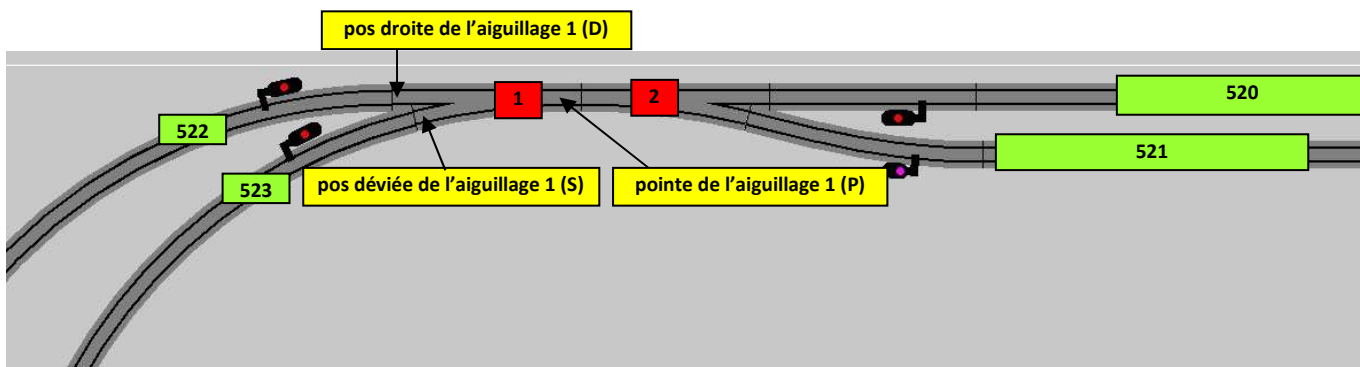 pos droite de l’aiguillage 1 (D)
1
2
520
522
521
pos déviée de l’aiguillage 1 (S)
pointe de l’aiguillage 1 (P)
523